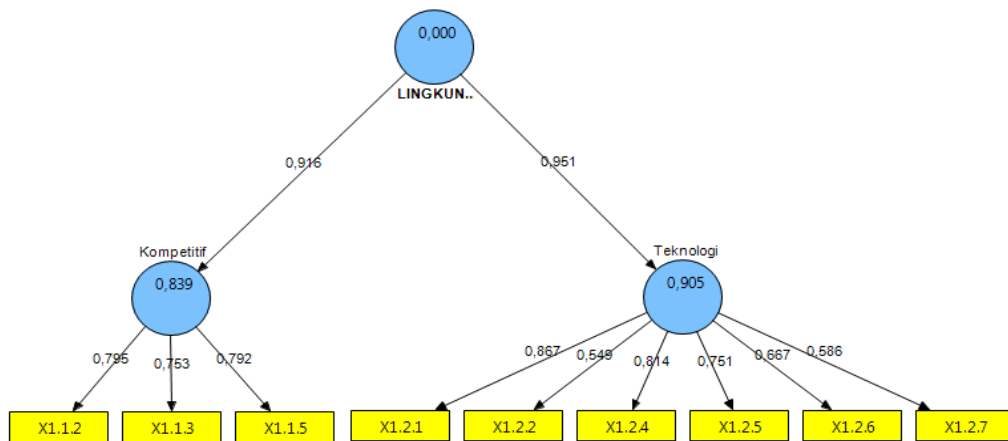 0,000
LINGKUN..
0,916
0,951
Kompetitif
Teknologi
0,839
0,905
0,795
0,753
0,792
0,867
0,549
0,814
0,751
0,667
0,586
X1.1.2
X1.1.3
X1.1.5
X1.2.1
X1.2.2
X1.2.4
X1.2.5
X1.2.6
X1.2.7